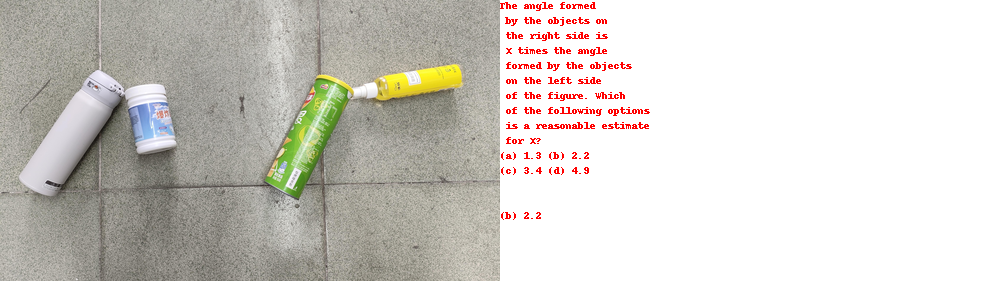 The angle formed
by the objects on
the right side is
X times the angle
formed by the objects
on the left side
of the figure. Which
of the following options
is a reasonable estimate
for X?
(a) 1.3 (b) 2.2
(c) 3.4 (d) 4.9
(b) 2.2